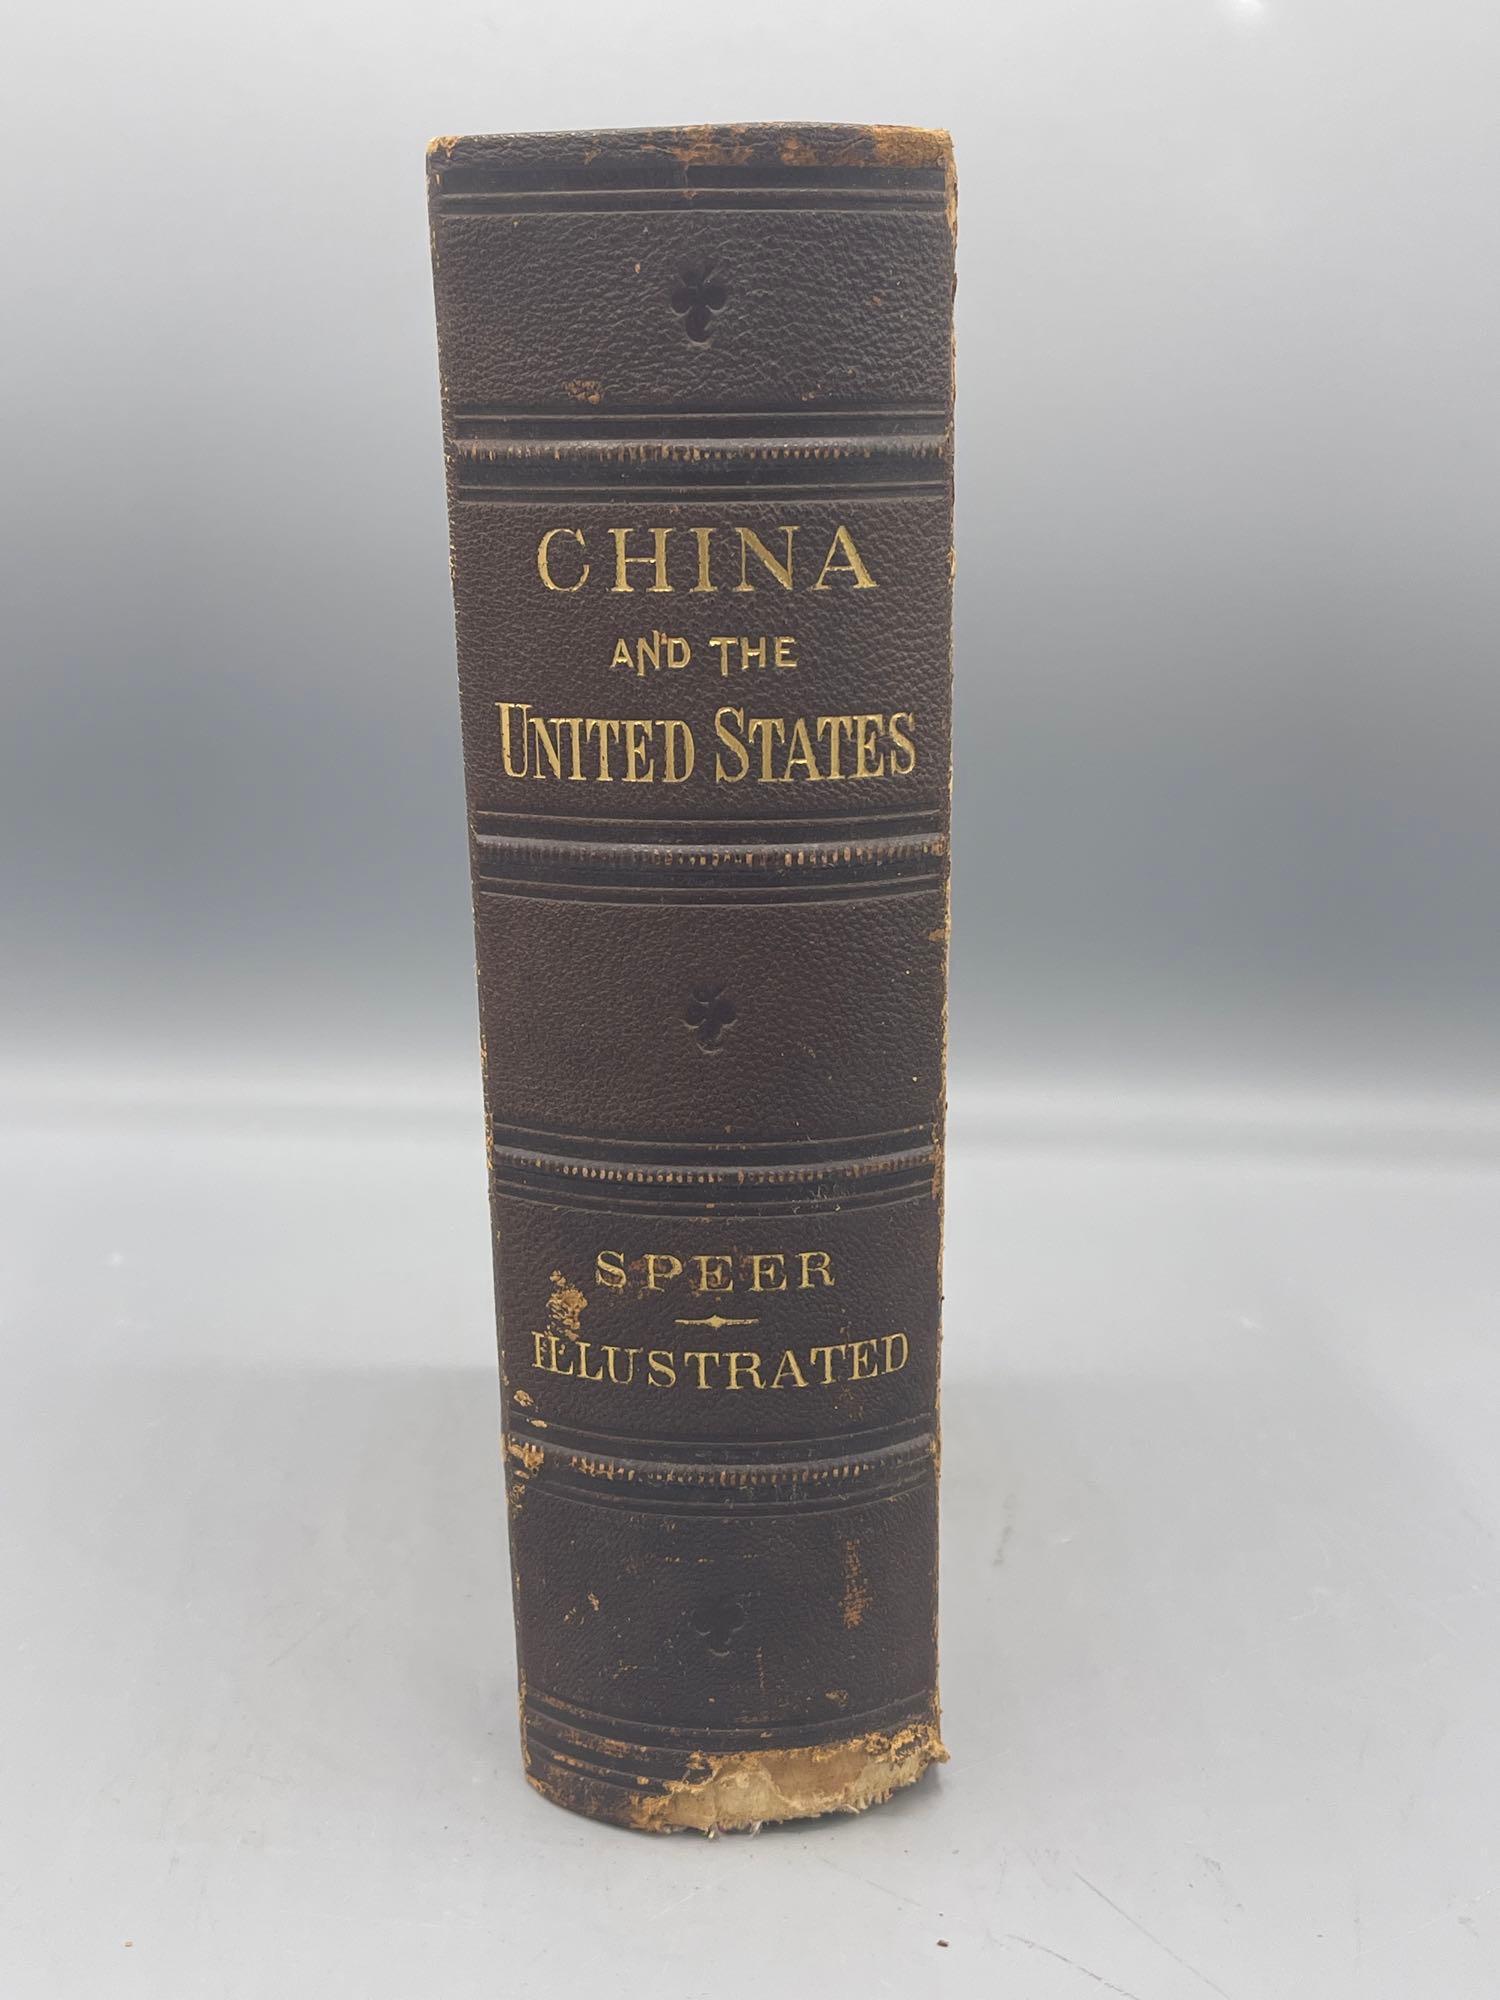 CHINA
AND THE
UNITED STATES
SPEER
ILLUSTRATED